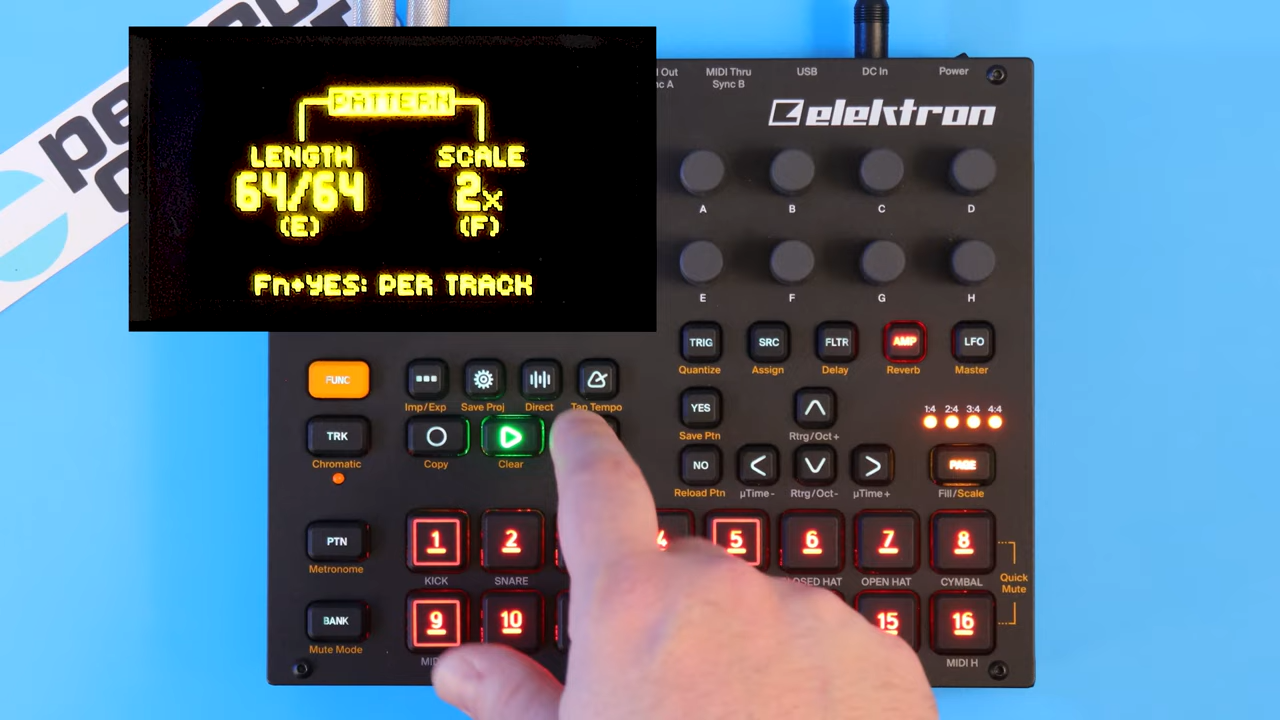 PATTERN
LENGTH
SCALE
64/64
2x
(E)
(F)
Fn+YES: PER TRACK
MIDI Thru
Sync B
USB
DC In
Power
elektron
A
B
C
D
E
F
G
H
TRIG
SRC
FLTR
AMP
LFO
Quantize
Assign
Delay
Reverb
Master
FUNC
Imp/Exp
Save Proj
Direct
Tap Tempo
YES
Save Ptn
Rtrg/Oct+
1:4 2:4 3:4 4:4
TRK
Chromatic
Copy
Clear
NO
Reload Ptn
µTime-
Rtrg/Oct-
µTime+
PAGE
Fill/Scale
PTN
Metronome
1
2
4
5
6
7
8
KICK
SNARE
OPEN HAT
CYMBAL
Quick
Mute
BANK
Mute Mode
9
10
15
16
MIDI H